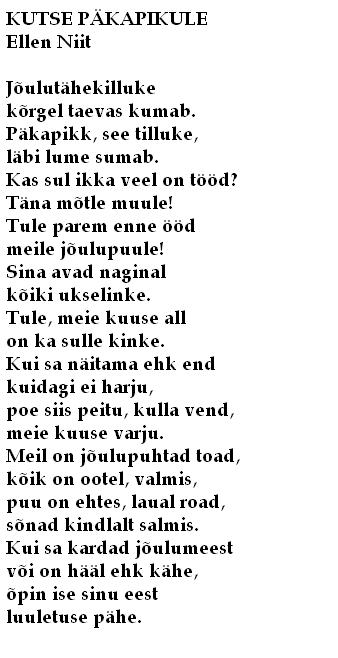 KUTSE PÄKAPIKULE
Ellen Niit
Jõulutähekilluke
kõrgel taevas kumab.
Päkapikk, see tilluke,
läbi lume sumab.
Kas sul ikka veel on tööd?
Täna mõtle muule!
Tule parem enne ööd
meile jõulupuule!
Sina avad naginal
kõiki ukselinke.
Tule, meie kuuse all
on ka sulle kinke.
Kui sa näitama ehk end
kuidagi ei harju,
poe siis peitu, kulla vend,
meie kuuse varju.
Meil on jõulupuhtad toad,
kõik on ootel, valmis,
puu on ehtes, laual road,
sõnad kindlalt salmis.
Kui sa kardad jõulumeest
või on hääl ehk kähe,
õpin ise sinu eest
luuletuse pähe.